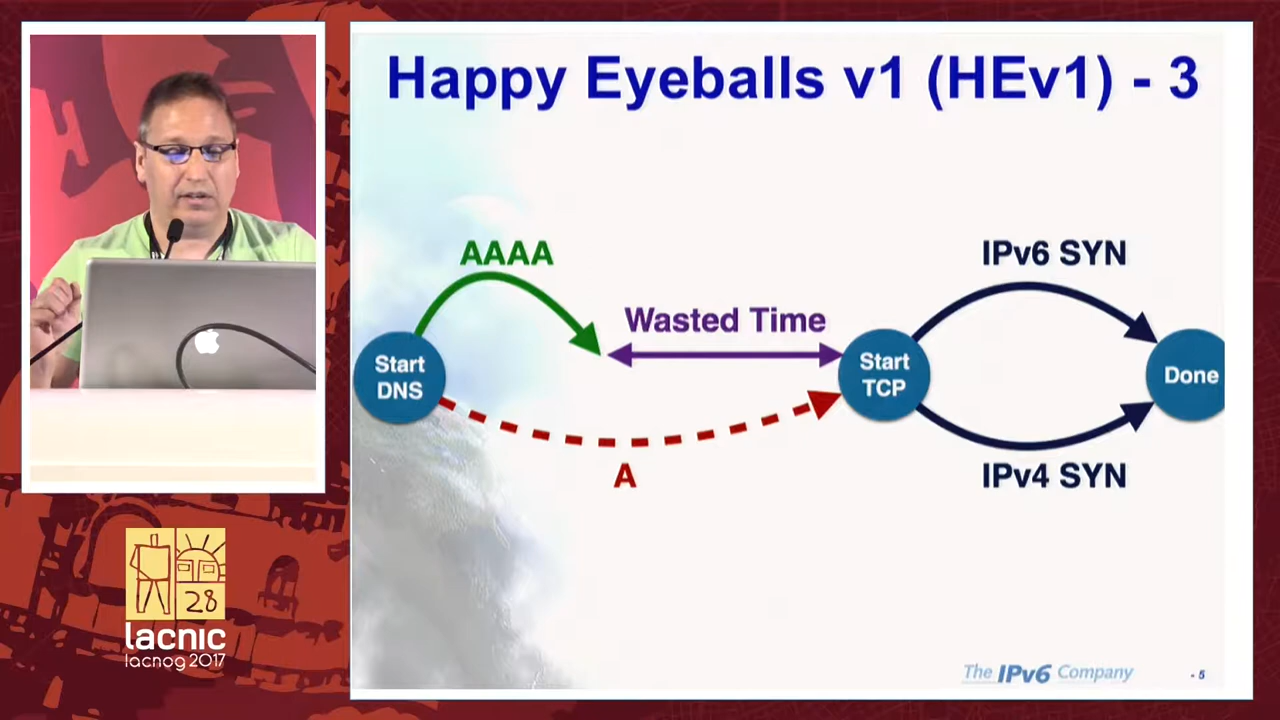 Happy Eyeballs v1 (HEv1) - 3
AAAA
IPv6 SYN
Wasted Time
Start
DNS
Start
TCP
Done
A
IPv4 SYN
The IPv6 Company
- 5
28
lacnic
lacnog 2017